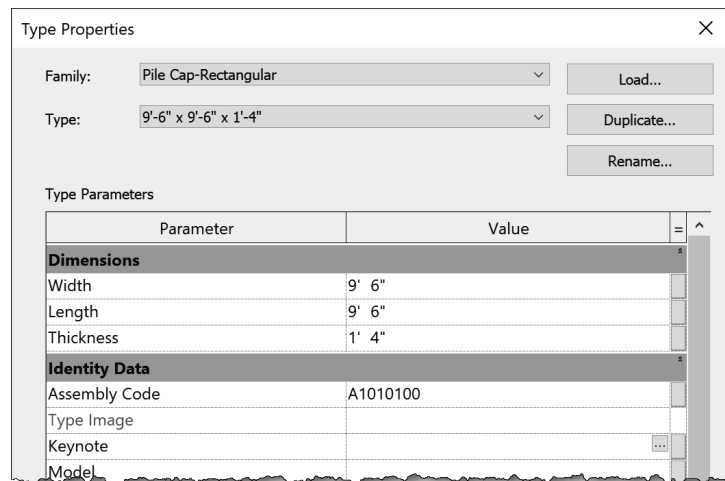 Type Properties
Family: Pile Cap-Rectangular Load...
Type: 9'-6" x 9'-6" x 1'-4" Duplicate...
Rename...
Type Parameters
Parameter Value =
Dimensions
Width 9' 6"
Length 9' 6"
Thickness 1' 4"
Identity Data
Assembly Code A1010100
Type Image
Keynote ...
Model